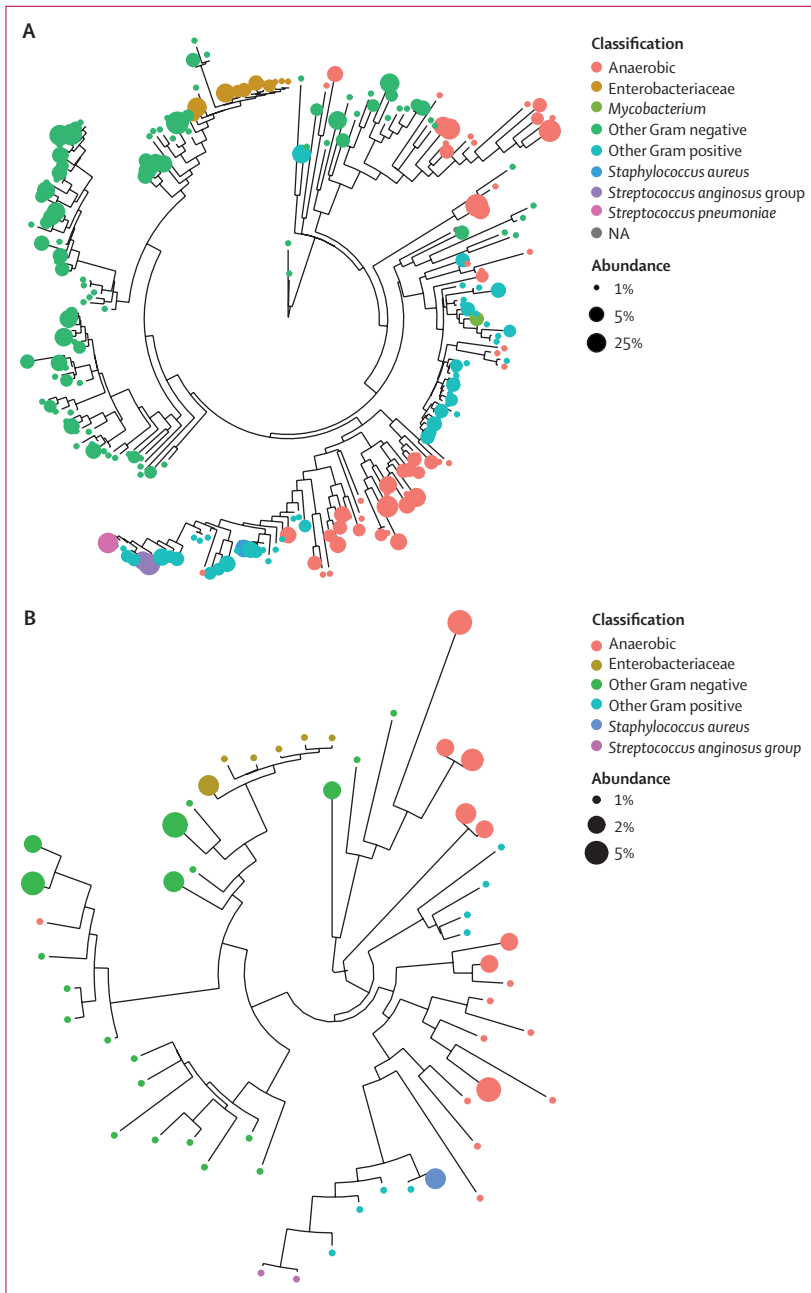 A
Classification
Anaerobic
Enterobacteriaceae
Mycobacterium
Other Gram negative
Other Gram positive
Staphylococcus aureus
Streptococcus anginosus group
Streptococcus pneumoniae
NA
Abundance
1%
5%
25%
B
Classification
Anaerobic
Enterobacteriaceae
Other Gram negative
Other Gram positive
Staphylococcus aureus
Streptococcus anginosus group
Abundance
1%
2%
5%